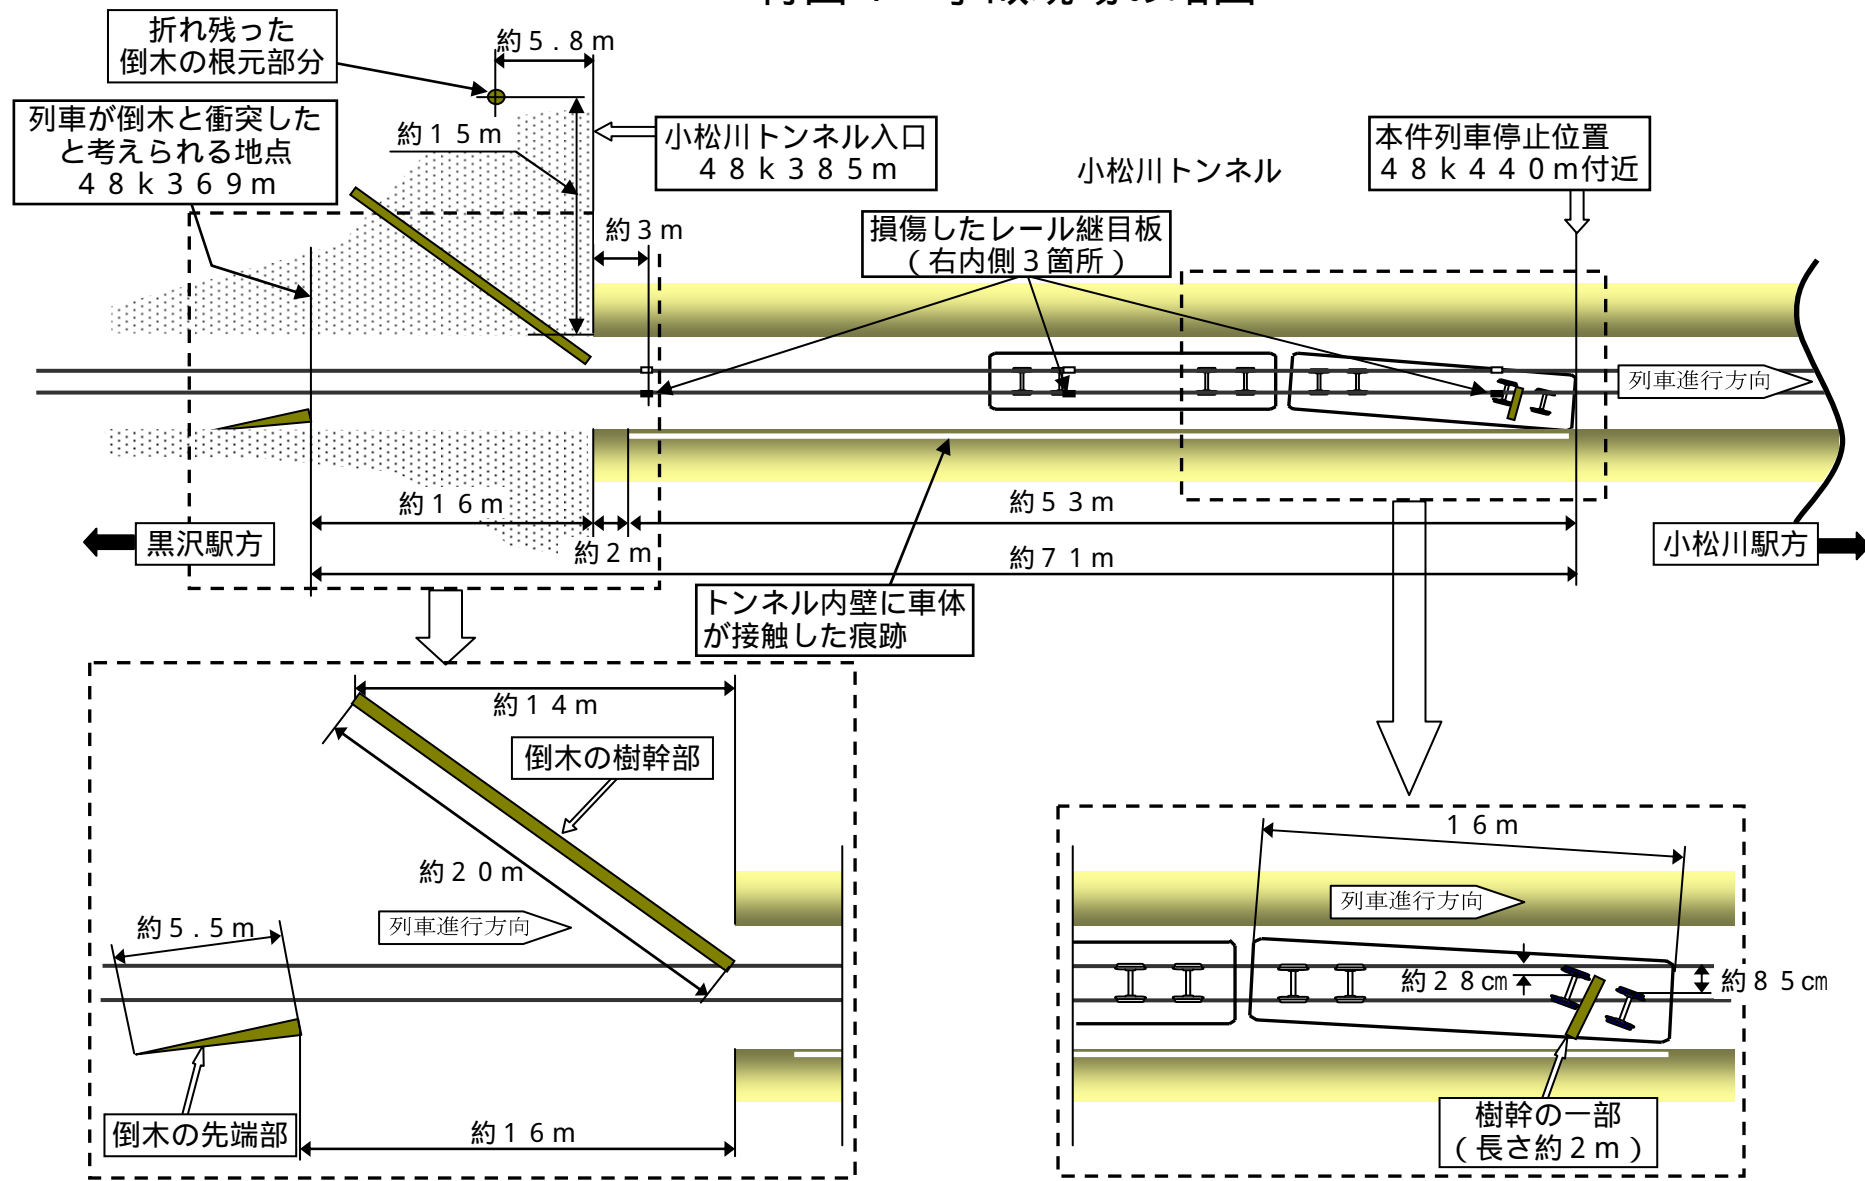 折れ残った
倒木の根元部分
約５.８ｍ
列車が倒木と衝突した
と考えられる地点
４８ｋ３６９ｍ
約１５ｍ
小松川トンネル入口
４８ｋ３８５ｍ
小松川トンネル
本件列車停止位置
４８ｋ４４０ｍ付近
約３ｍ
損傷したレール継目板
（右内側３箇所）
列車進行方向
約１６ｍ
約５３ｍ
約２ｍ
約７１ｍ
黒沢駅方
小松川駅方
トンネル内壁に車体
が接触した痕跡
約１４ｍ
倒木の樹幹部
約２０ｍ
列車進行方向
約５.５ｍ
倒木の先端部
約１６ｍ
１６ｍ
列車進行方向
約２８㎝
約８５㎝
樹幹の一部
（長さ約２ｍ）